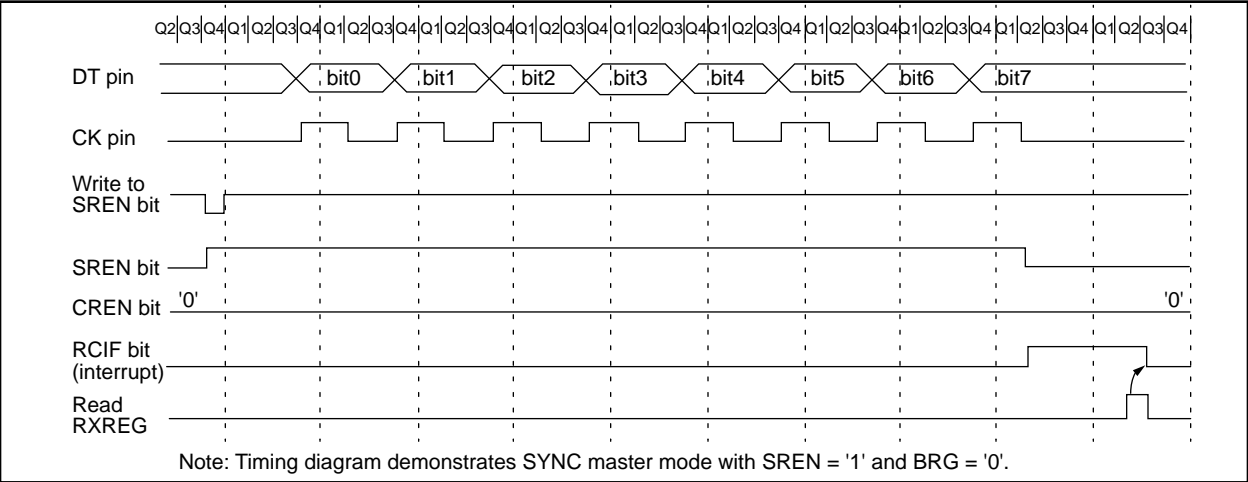 Q2 Q3 Q4 Q1 Q2 Q3 Q4 Q1 Q2 Q3 Q4 Q1 Q2 Q3 Q4 Q1 Q2 Q3 Q4 Q1 Q2 Q3 Q4 Q1 Q2 Q3 Q4 Q1 Q2 Q3 Q4 Q1 Q2 Q3 Q4 Q1 Q2 Q3 Q4 Q1 Q2 Q3 Q4
DT pin bit0 bit1 bit2 bit3 bit4 bit5 bit6 bit7
CK pin
Write to
SREN bit
SREN bit
CREN bit '0' '0'
RCIF bit
(interrupt)
Read
RXREG
Note: Timing diagram demonstrates SYNC master mode with SREN = '1' and BRG = '0'.